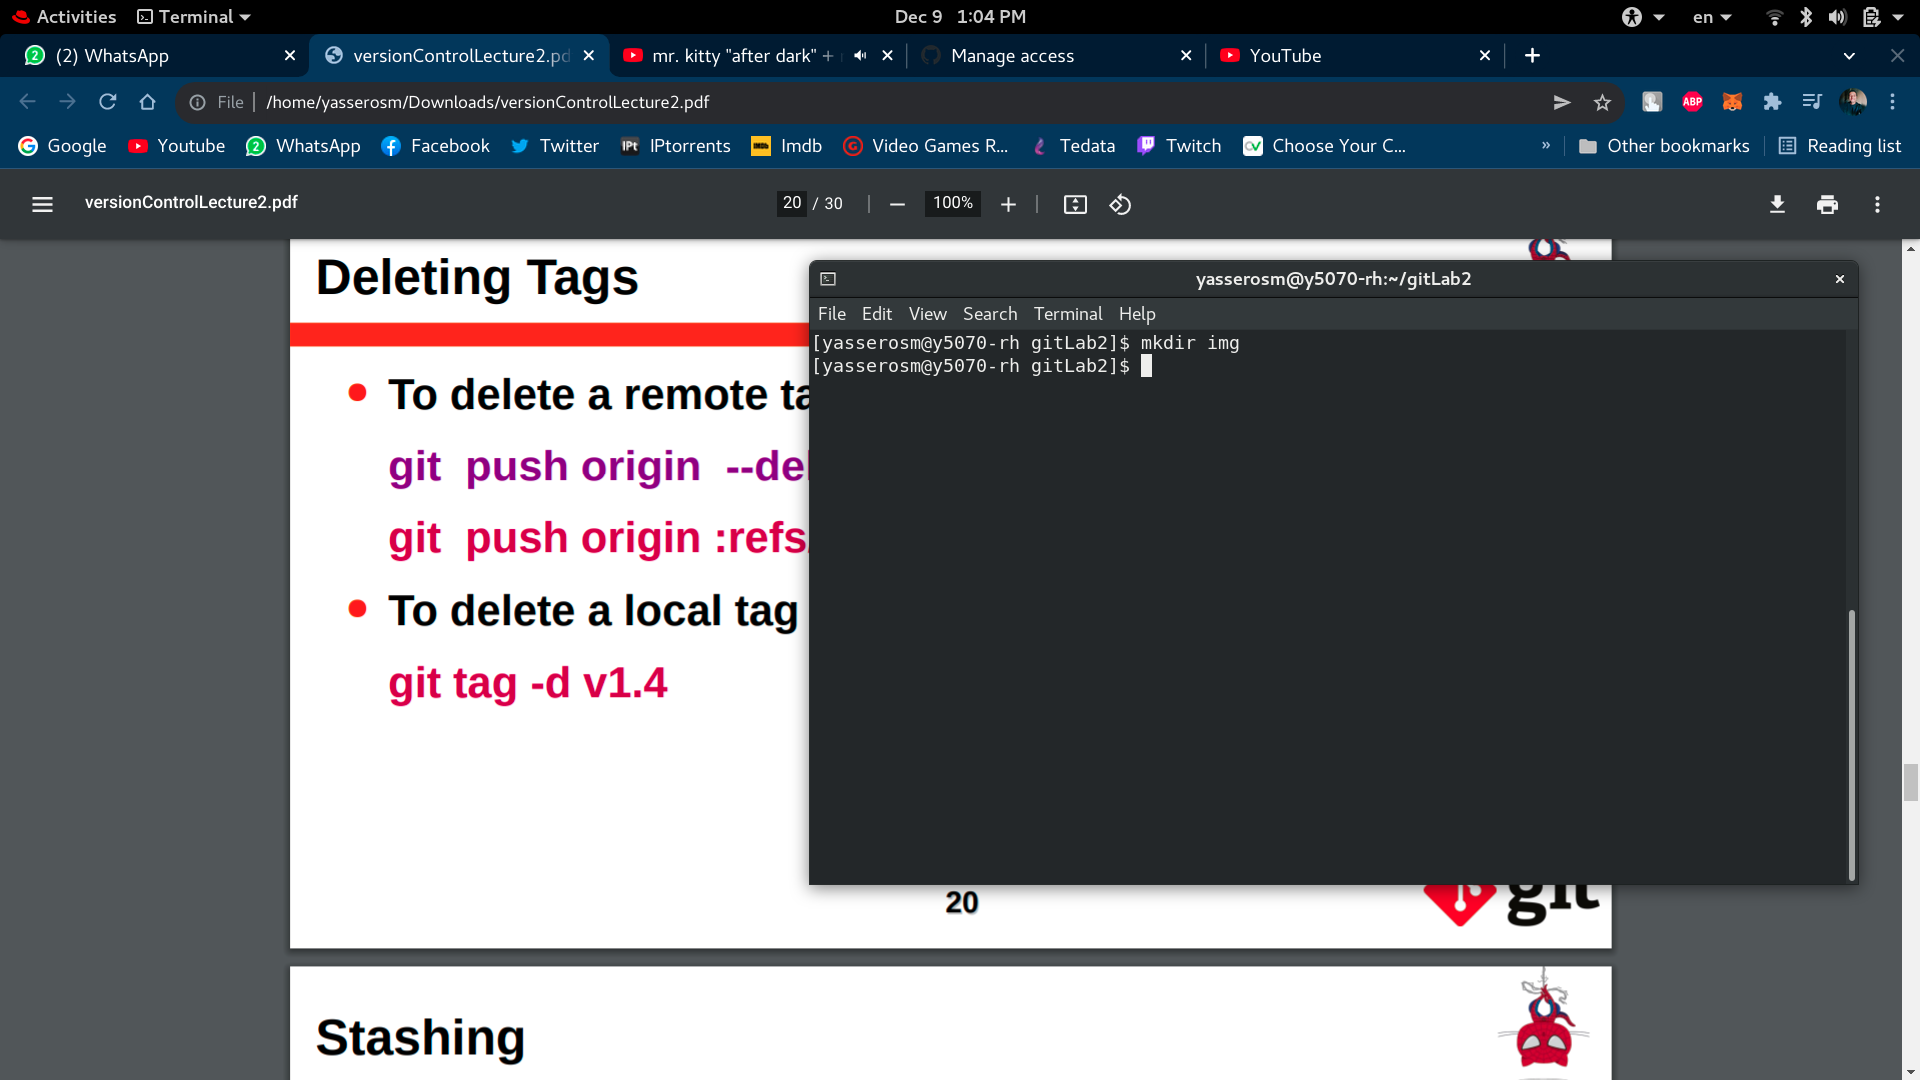 Activities Terminal Dec 9 1:04 PM en
(2) WhatsApp versionControlLecture2.pd mr. kitty "after dark" + Manage access YouTube
File /home/yasserosm/Downloads/versionControlLecture2.pdf ABP
Google Youtube WhatsApp Facebook Twitter IPT IPtorrents IMDb Imdb Video Games R... Tedata Twitch Choose Your C... » Other bookmarks Reading list
versionControlLecture2.pdf 20 / 30 100%
Deleting Tags
To delete a remote ta
git push origin --del
git push origin :refs
To delete a local tag
git tag -d v1.4
20
git
Stashing
yasserosm@y5070-rh:~/gitLab2
File Edit View Search Terminal Help
[yasserosm@y5070-rh gitLab2]$ mkdir img
[yasserosm@y5070-rh gitLab2]$